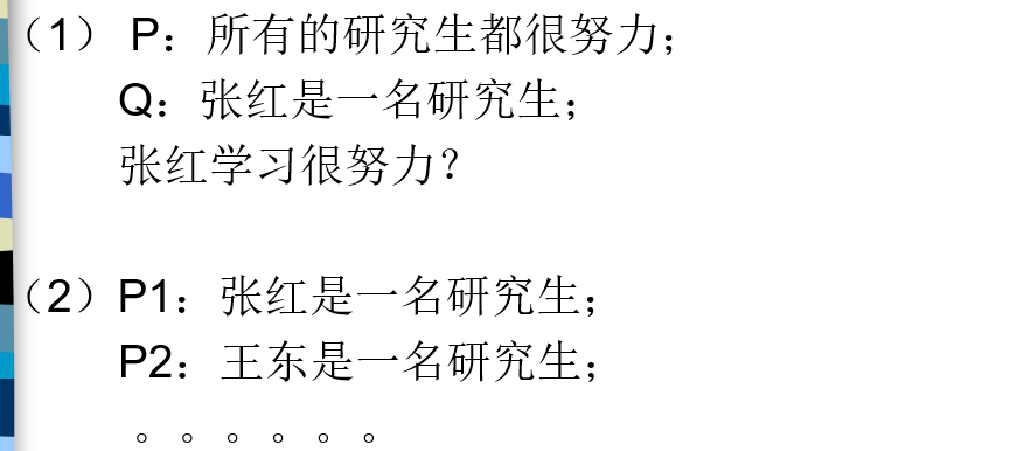 （1） P：所有的研究生都很努力；
Q：张红是一名研究生；
张红学习很努力？
（2）P1：张红是一名研究生；
P2：王东是一名研究生；
。。。。。。